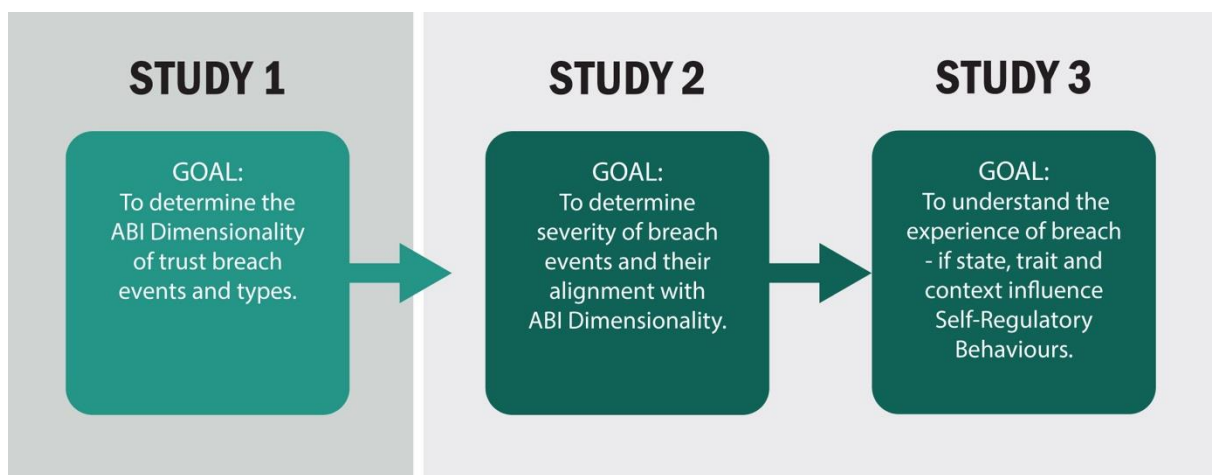 STUDY 1
GOAL:
To determine the
ABI Dimensionality
of trust breach
events and types.
STUDY 2
GOAL:
To determine
severity of breach
events and their
alignment with
ABI Dimensionality.
STUDY 3
GOAL:
To understand the
experience of breach
- if state, trait and
context influence
Self-Regulatory
Behaviours.